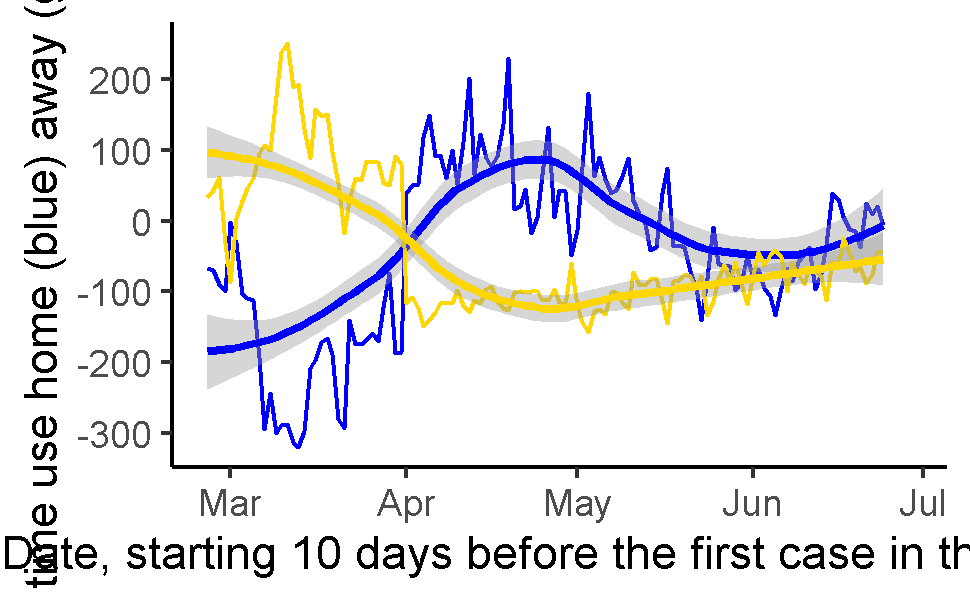 time use home (blue) away (
200
100
0
-100
-200
-300
Mar Apr May Jun Jul
Date, starting 10 days before the first case in th